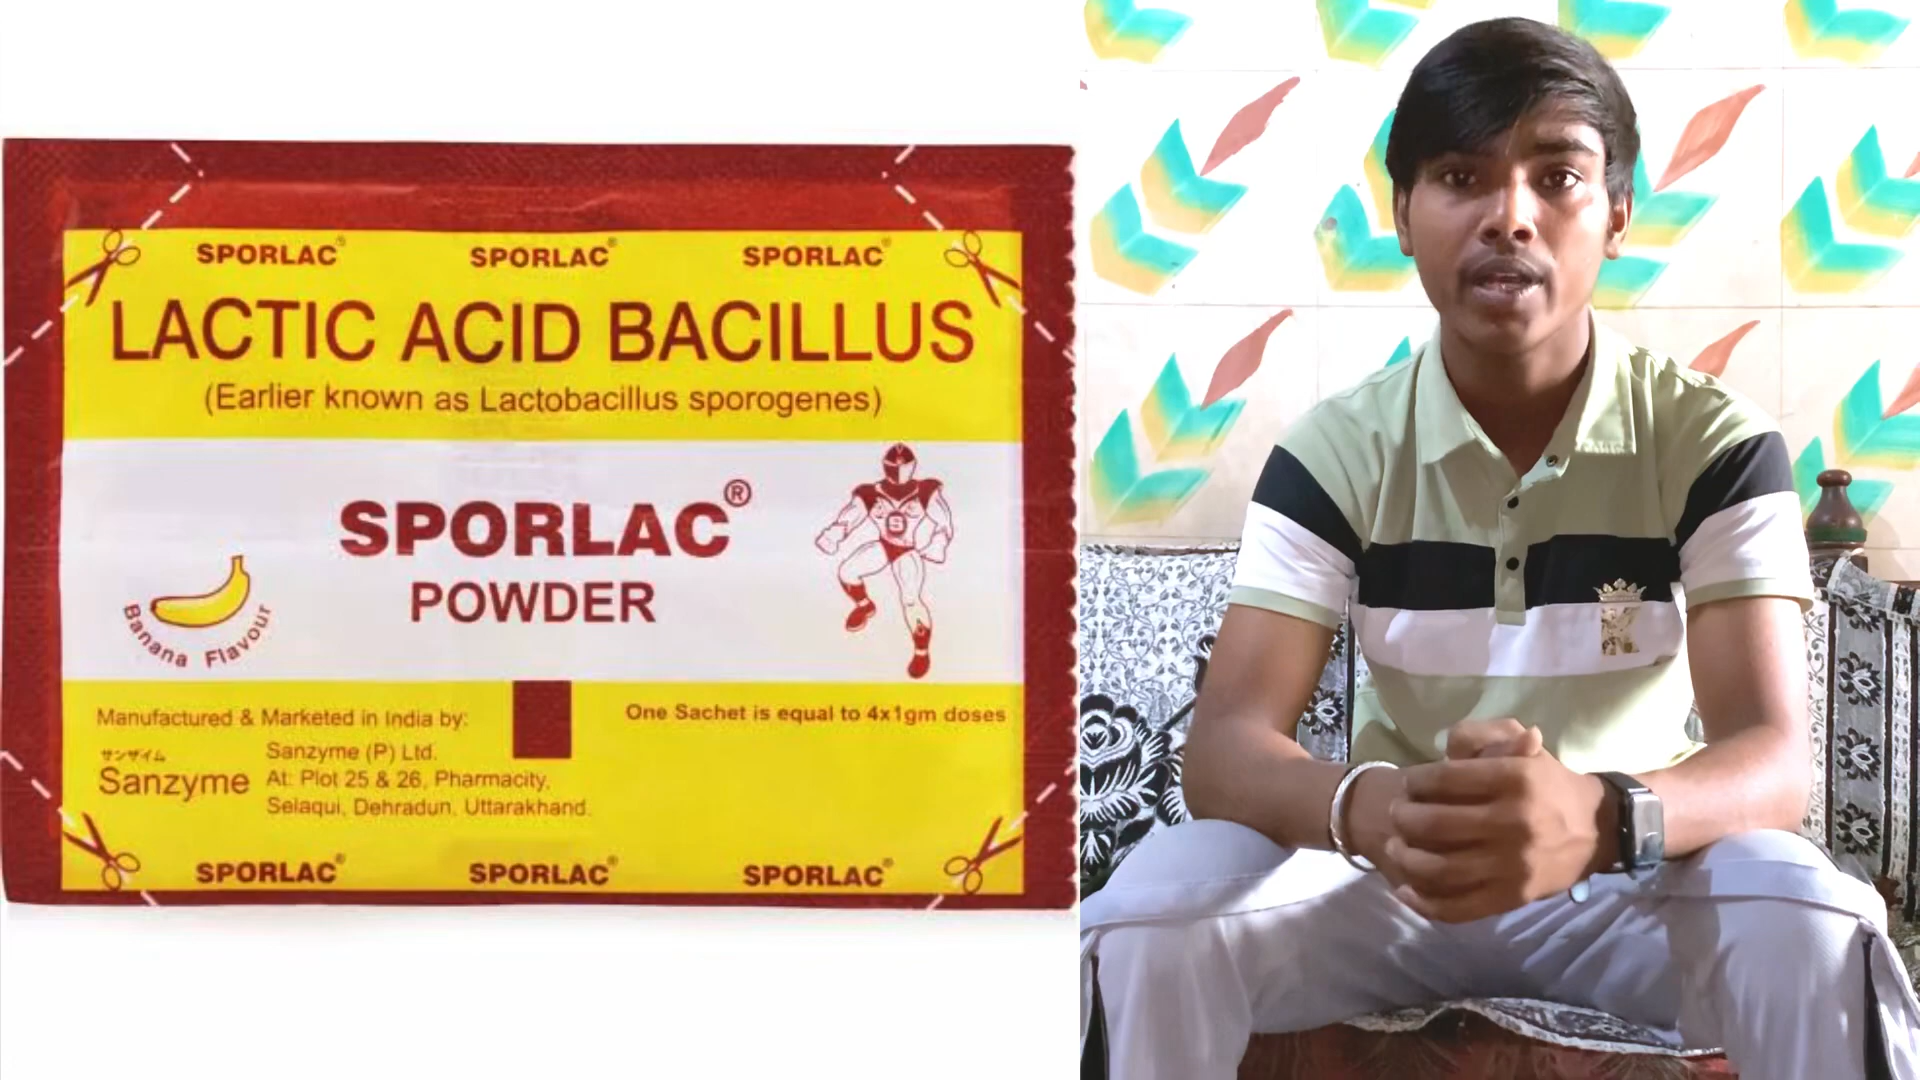 SPORLAC® SPORLAC® SPORLAC®
LACTIC ACID BACILLUS
(Earlier known as Lactobacillus sporogenes)
SPORLAC®
POWDER
S
Banana Flavour
Manufactured & Marketed in India by:
One Sachet is equal to 4x1gm doses
サンザイム
Sanzyme
Sanzyme (P) Ltd.
At: Plot 25 & 26, Pharmacity,
Selaqui, Dehradun, Uttarakhand.
SPORLAC® SPORLAC® SPORLAC®